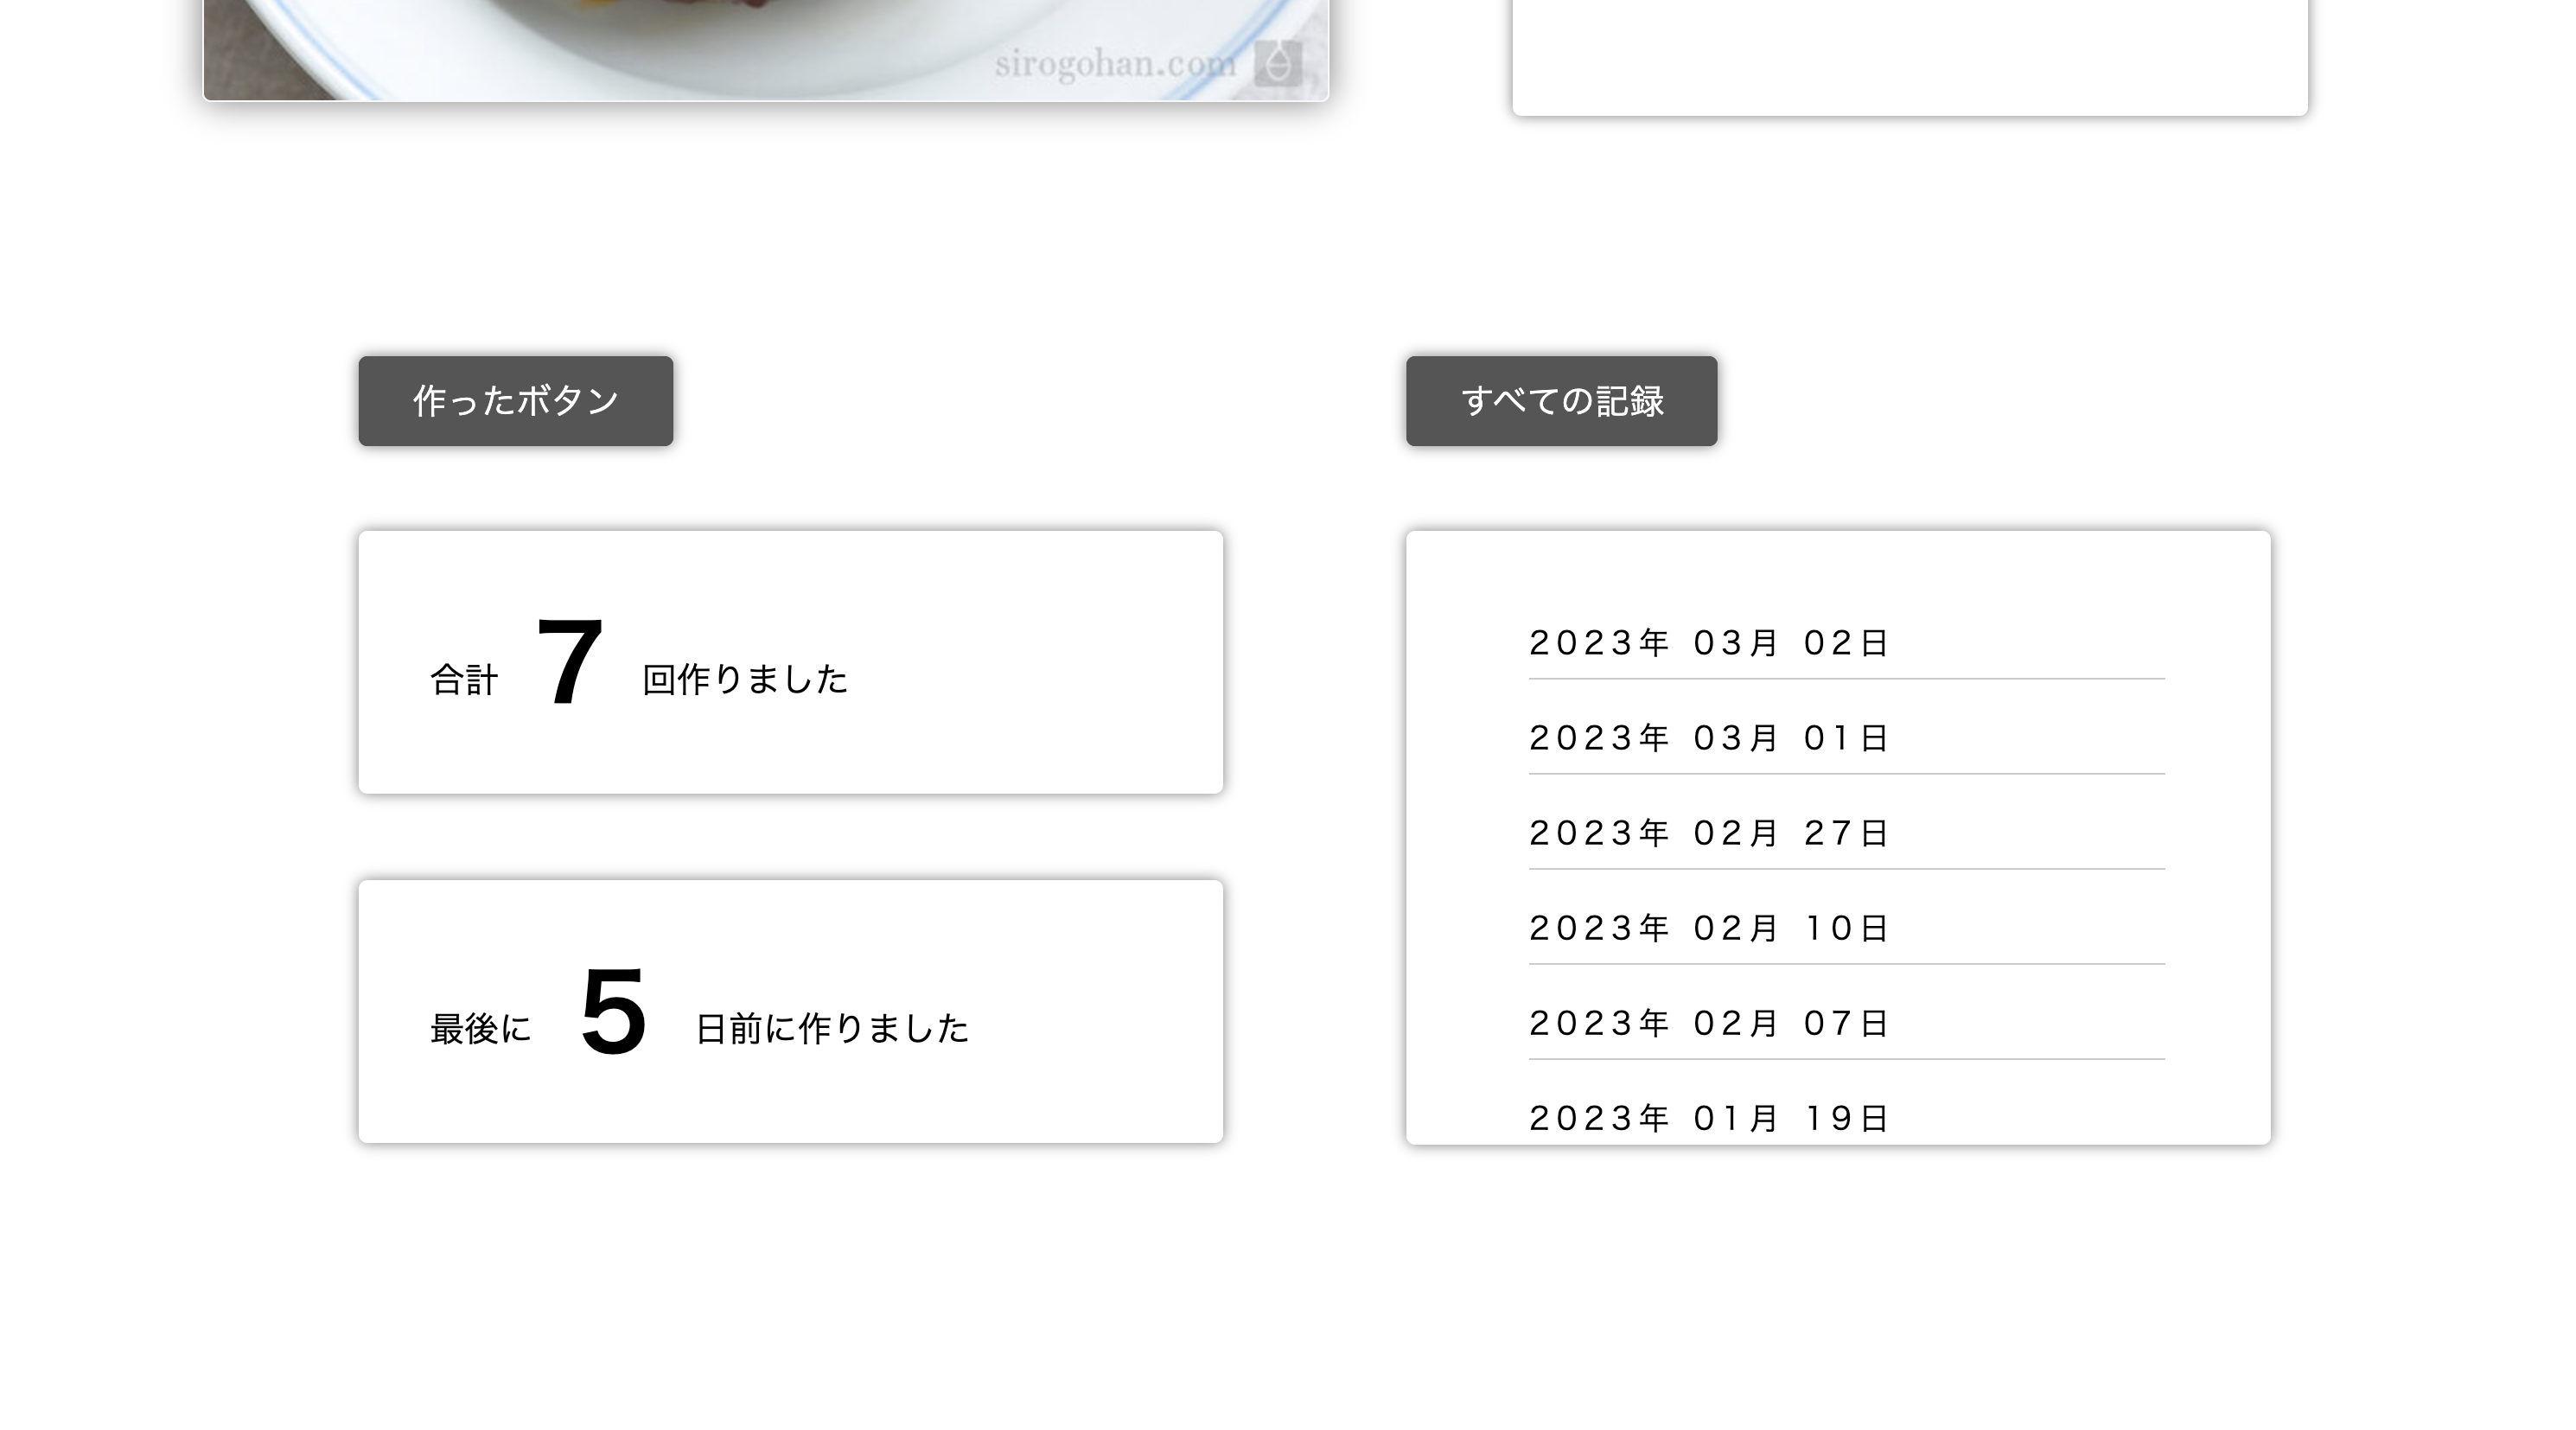 sirogohan.com
作ったボタン
合計 7 回作りました
最後に 5 日前に作りました
すべての記録
2023年 03月 02日
2023年 03月 01日
2023年 02月 27日
2023年 02月 10日
2023年 02月 07日
2023年 01月 19日